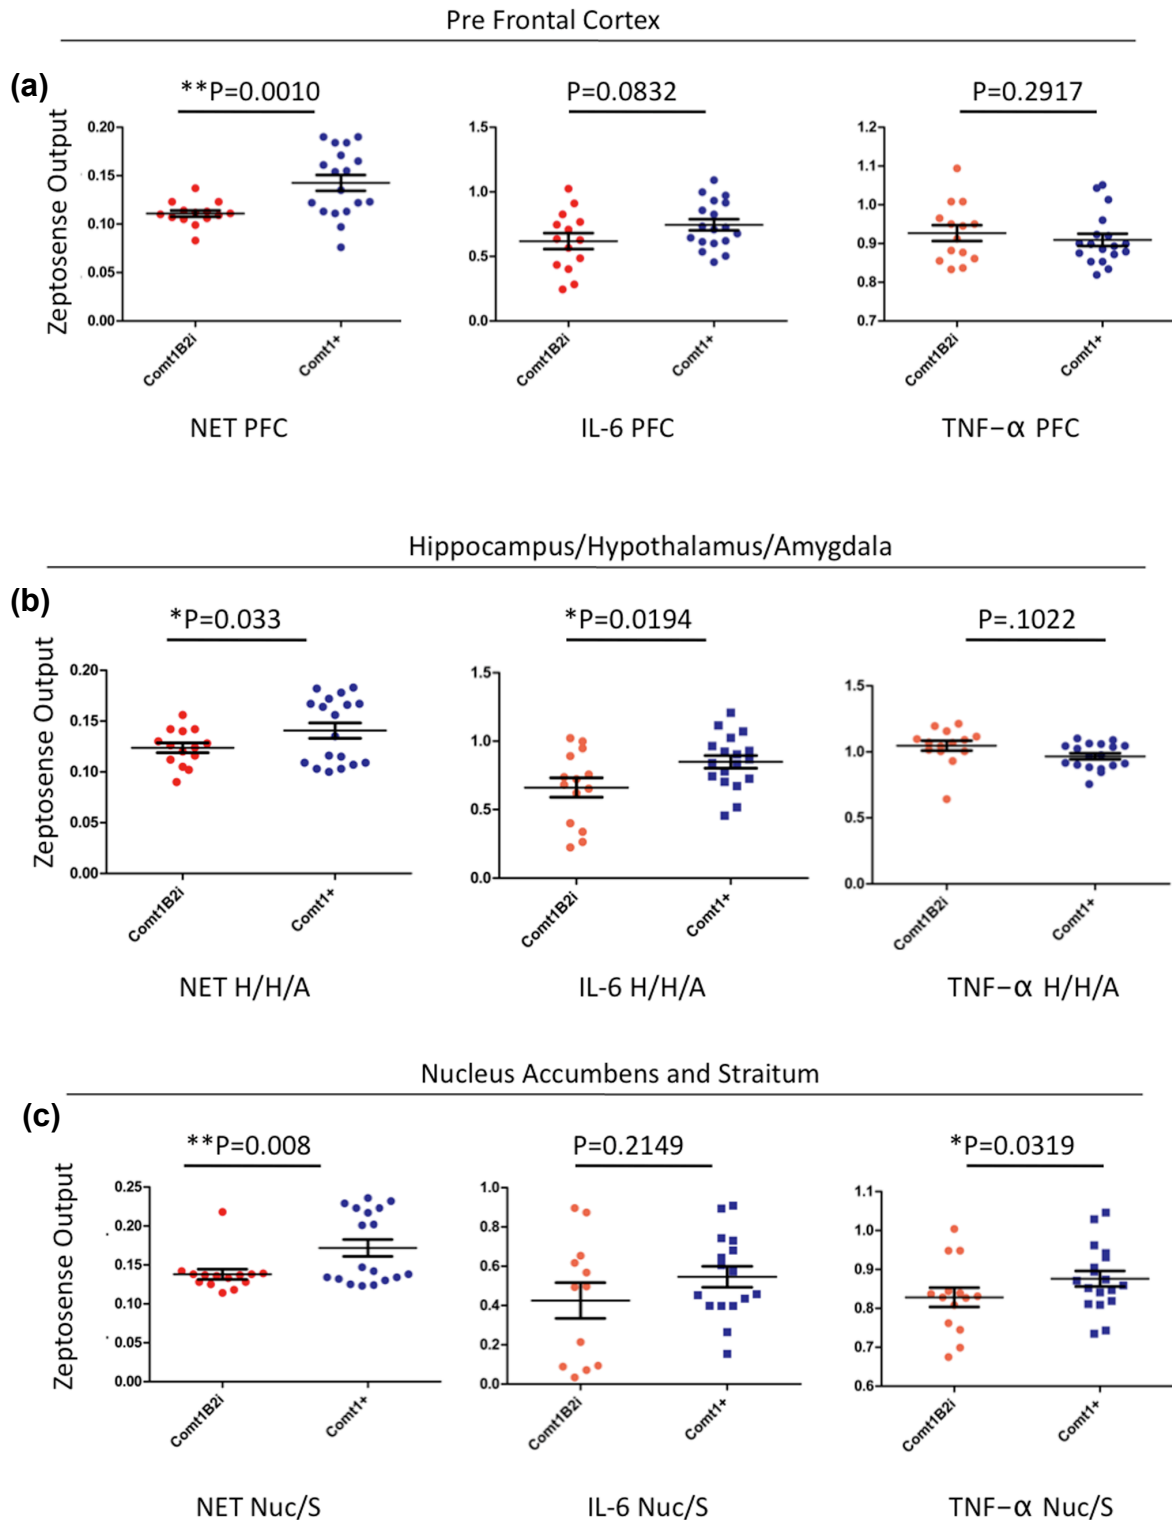 Pre Frontal Cortex
(a)
**P=0.0010
P=0.0832
P=0.2917
Zeptosense Output
0.20
0.15
0.10
0.05
0.00
Comt1B2i
Comt1+
NET PFC
1.5
1.0
0.5
0.0
Comt1B2i
Comt1+
IL-6 PFC
1.2
1.1
1.0
0.9
0.8
0.7
Comt1B2i
Comt1+
TNF–α PFC
Hippocampus/Hypothalamus/Amygdala
(b)
*P=0.033
*P=0.0194
P=.1022
Zeptosense Output
0.20
0.15
0.10
0.05
0.00
Comt1B2i
Comt1+
NET H/H/A
1.5
1.0
0.5
0.0
Comt1B2i
Comt1+
IL-6 H/H/A
1.5
1.0
0.5
0.0
Comt1B2i
Comt1+
TNF–α H/H/A
Nucleus Accumbens and Straitum
(c)
**P=0.008
P=0.2149
*P=0.0319
Zeptosense Output
0.25
0.20
0.15
0.10
0.05
0.00
Comt1B2i
Comt1+
NET Nuc/S
1.0
0.8
0.6
0.4
0.2
0.0
Comt1B2i
Comt1+
IL-6 Nuc/S
1.1
1.0
0.9
0.8
0.7
0.6
Comt1B2i
Comt1+
TNF–α Nuc/S